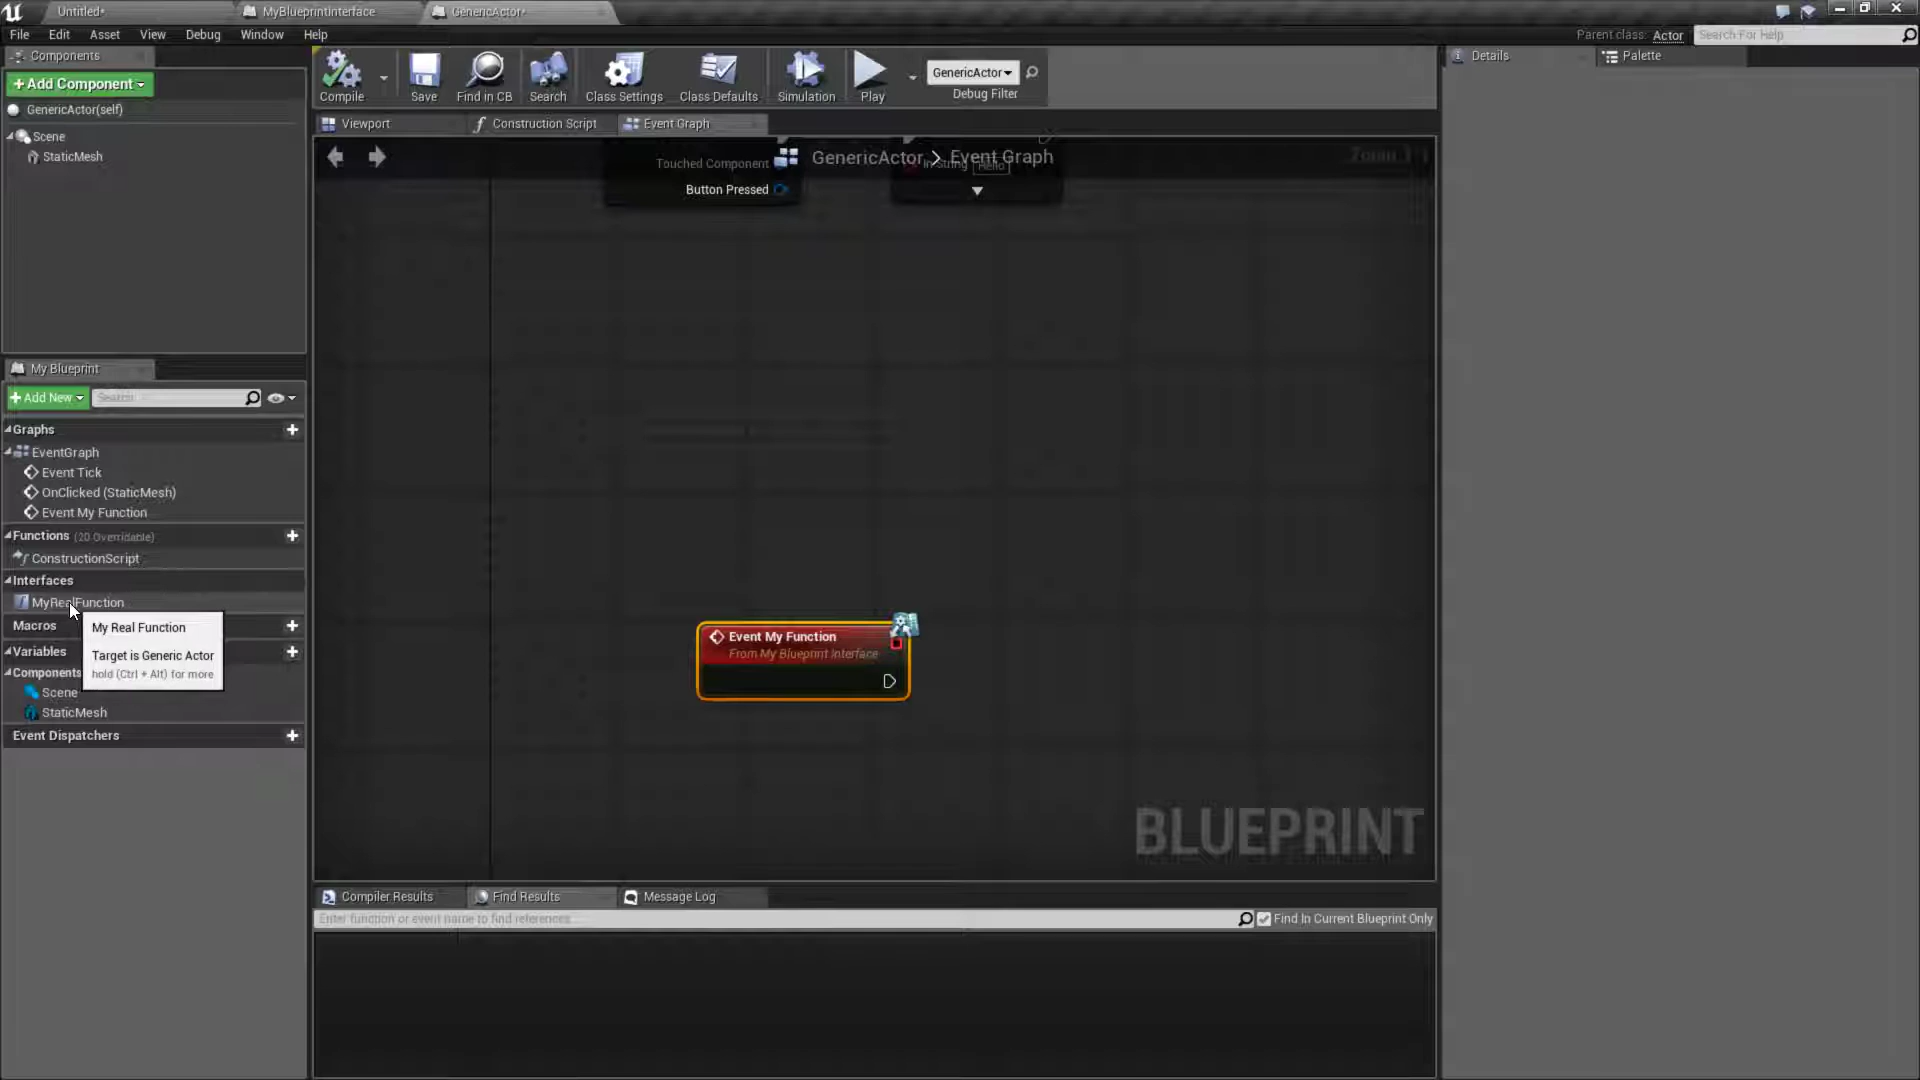 Untitled*
MyBlueprintInterface
GenericActor*
File Edit Asset View Debug Window Help
Parent class: Actor
Search For Help
Components
+Add Component
GenericActor(self)
Scene
StaticMesh
Compile
Save
Find in CB
Search
Class Settings
Class Defaults
Simulation
Play
GenericActor
Debug Filter
Details
Palette
Viewport
Construction Script
Event Graph
GenericActor > Event Graph
Zoom 1:1
Touched Component
Button Pressed
In String
Hello
My Blueprint
+Add New
Search
Graphs
EventGraph
Event Tick
OnClicked (StaticMesh)
Event My Function
Functions (20 Overridable)
ConstructionScript
Interfaces
MyRealFunction
Macros
Variables
Components
Scene
StaticMesh
Event Dispatchers
My Real Function
Target is Generic Actor
hold (Ctrl + Alt) for more
Event My Function
From My Blueprint Interface
BLUEPRINT
Compiler Results
Find Results
Message Log
Enter function or event name to find references...
Find In Current Blueprint Only